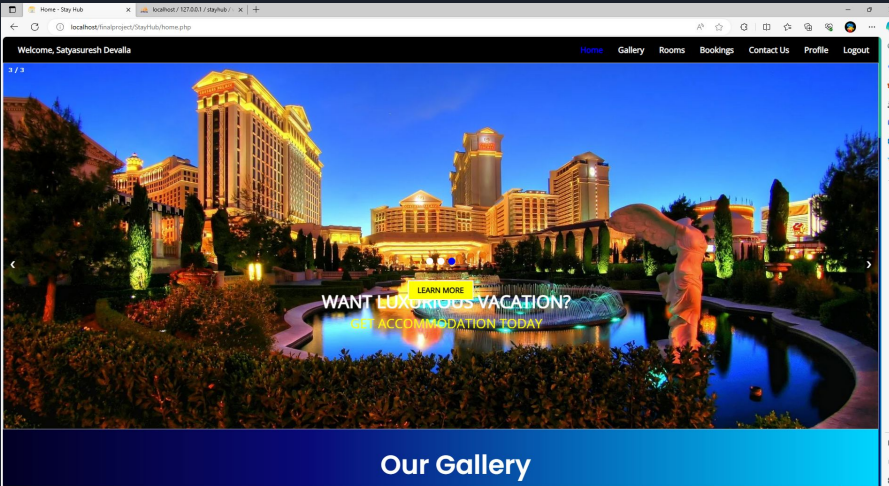 Home - Stay Hub
localhost / 127.0.0.1 / stayhub / 
localhost/finalproject/StayHub/home.php
Welcome, Satyasuresh Devalla
Home Gallery Rooms Bookings Contact Us Profile Logout
3 / 3
LEARN MORE
WANT LUXURIOUS VACATION?
GET ACCOMMODATION TODAY
Our Gallery